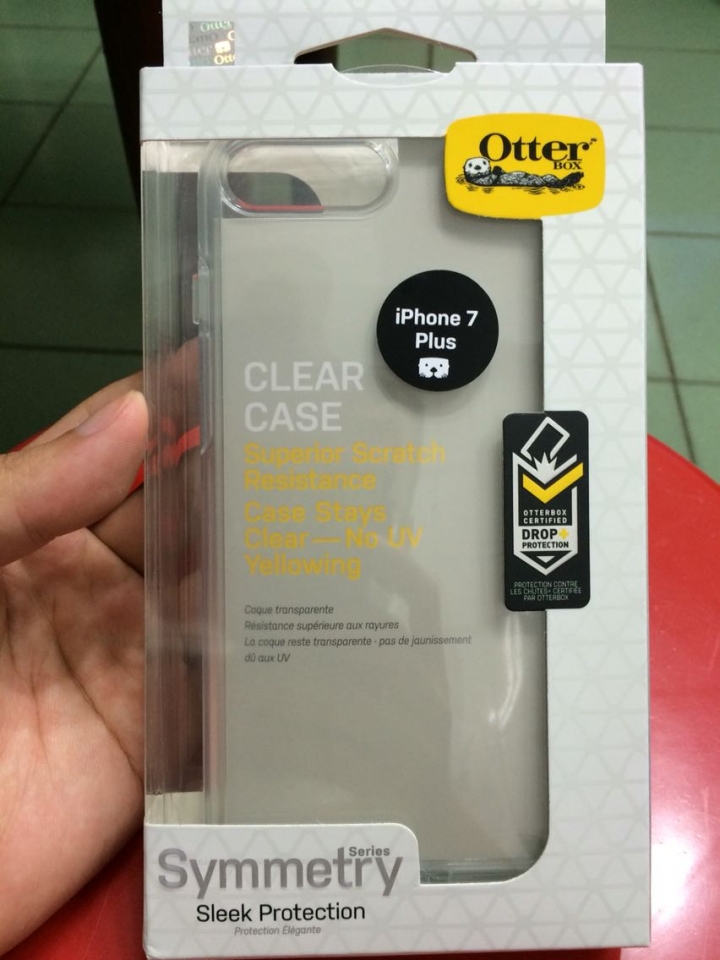 Otter
BOX
iPhone 7
Plus
CLEAR
CASE
Superior Scratch
Resistance
Case Stays
Clear — No UV
Yellowing
Coque transparente
Résistance supérieure aux rayures
La coque reste transparente - pas de jaunissement
dû aux UV
OTTERBOX
CERTIFIED
DROP+
PROTECTION
PROTECTION CONTRE
LES CHUTES+ CERTIFIÉE
PAR OTTERBOX
Symmetry Series
Sleek Protection
Protection Élégante